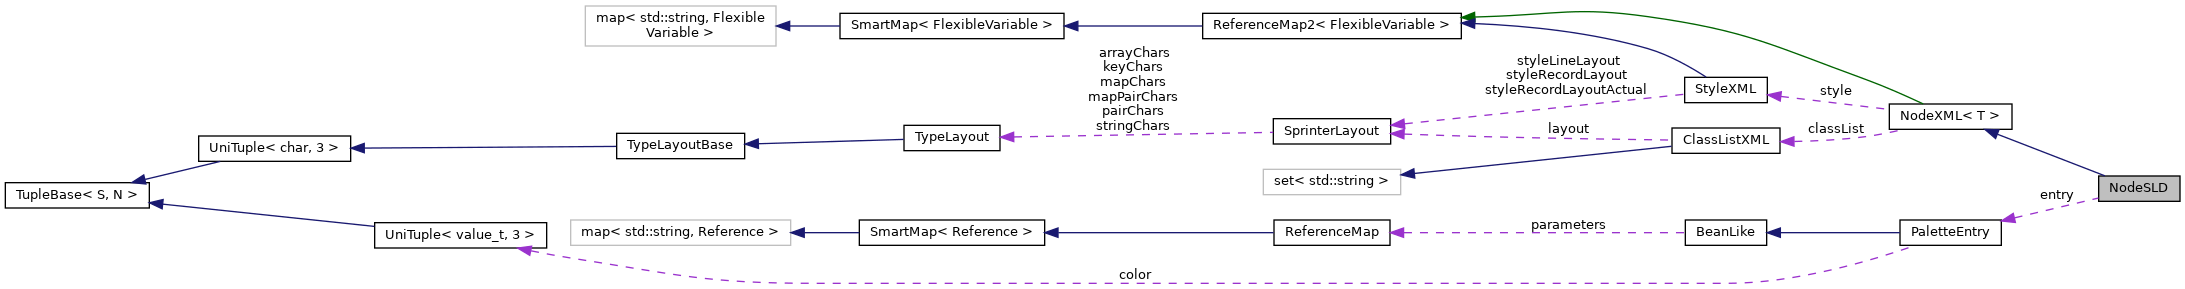 map< std::string, Flexible
Variable >
SmartMap< FlexibleVariable >
ReferenceMap2< FlexibleVariable >
arrayChars
keyChars
mapChars
mapPairChars
pairChars
stringChars
styleLineLayout
styleRecordLayout
styleRecordLayoutActual
StyleXML
style
NodeXML< T >
UniTuple< char, 3 >
TypeLayoutBase
TypeLayout
SprinterLayout
layout
ClassListXML
classList
set< std::string >
NodeSLD
TupleBase< S, N >
entry
UniTuple< value_t, 3 >
map< std::string, Reference >
SmartMap< Reference >
ReferenceMap
parameters
BeanLike
PaletteEntry
color